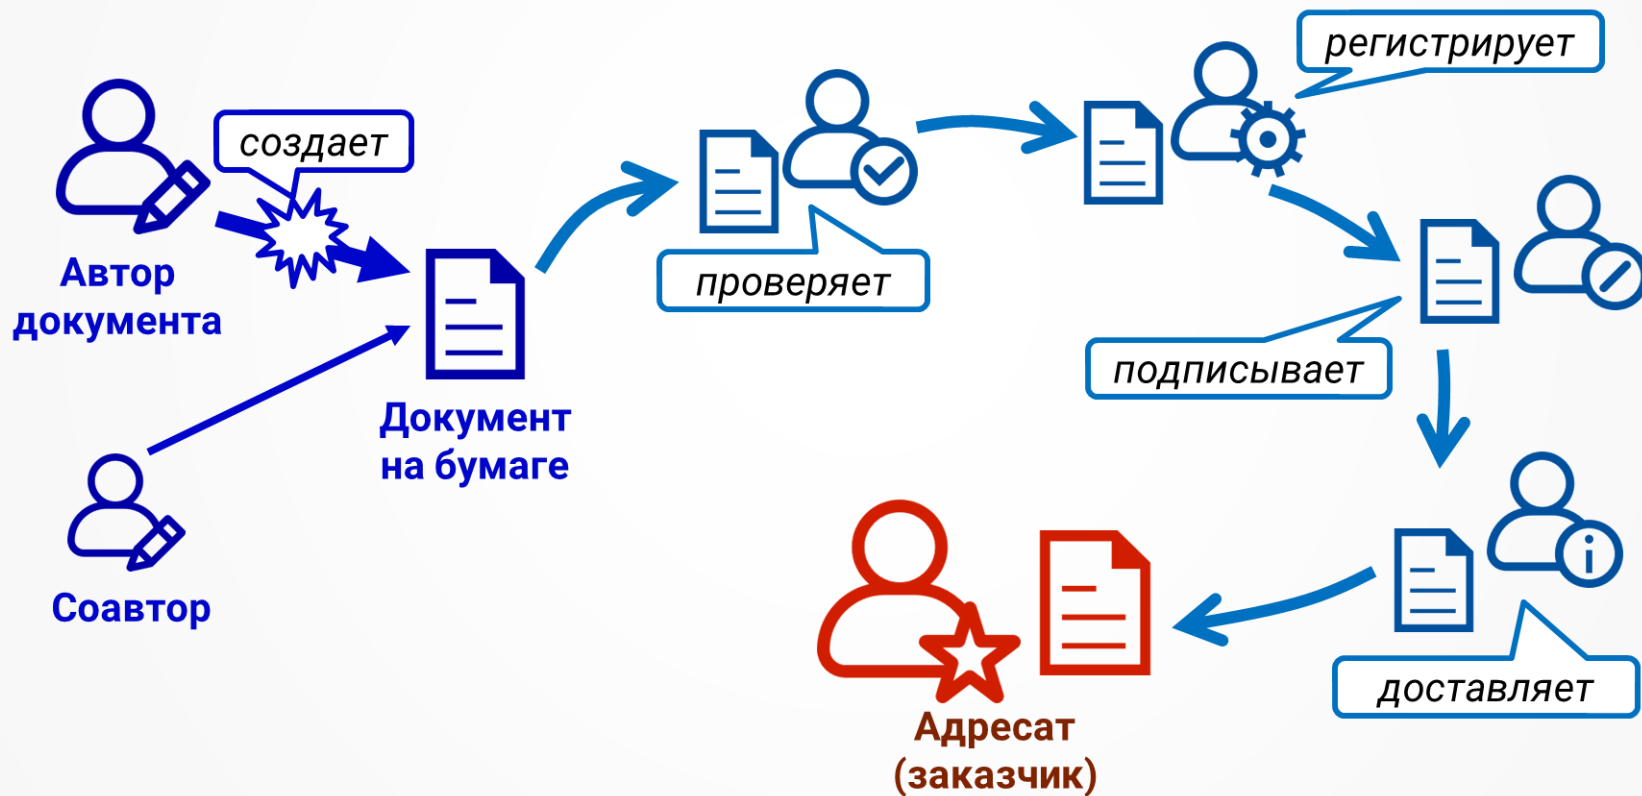 создает
Автор
документа
Документ
на бумаге
Соавтор
проверяет
регистрирует
подписывает
доставляет
Адресат
(заказчик)